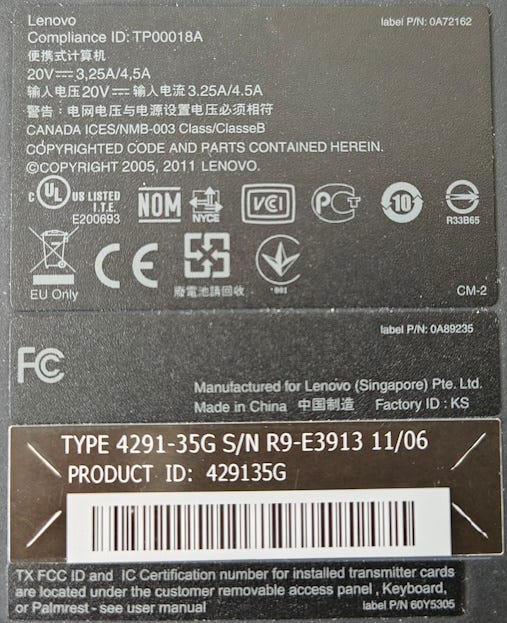 Lenovo label P/N: 0A72162
Compliance ID: TP00018A
便携式计算机
20V⎓3,25A/4,5A
输入电压20V⎓ 输入电流 3.25A/4.5A
警告:电网电压与电源设置电压必须相符
CANADA ICES/NMB-003 Class/ClasseB
COPYRIGHTED CODE AND PARTS CONTAINED HEREIN.
©COPYRIGHT 2005, 2011 LENOVO.
C UL US LISTED
I.T.E.
E200693
NOM
NYCE
VCI
PC
10
R33B65
EU Only
CE
廢電池請回收
·001
CM-2
label P/N: 0A89235
FC
Manufactured for Lenovo (Singapore) Pte. Ltd.
Made in China 中国制造 Factory ID : KS
TYPE 4291-35G S/N R9-E3913 11/06
PRODUCT ID: 429135G
TX FCC ID and IC Certification number for installed transmitter cards
are located under the customer removable access panel , Keyboard,
or Palmrest - see user manual label P/N 60Y5305